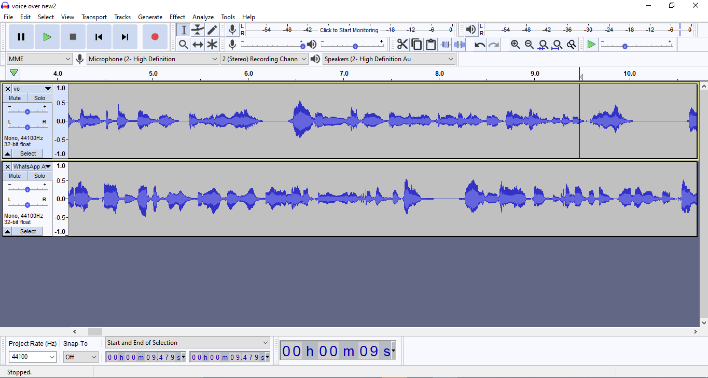 voice over new2
File Edit Select View Transport Tracks Generate Effect Analyze Tools Help
L R -54 -48 -42 Click to Start Monitoring -18 -12 -6 0 L R -54 -48 -42 -36 -30 -24 -18 -12 -6 0
MME Microphone (2- High Definition 2 (Stereo) Recording Chann Speakers (2- High Definition Au
4.0 5.0 6.0 7.0 8.0 9.0 10.0
vo 1.0
Mute Solo 0.5
L R 0.0
Mono, 44100Hz -0.5
32-bit float
Select -1.0
WhatsApp A 1.0
Mute Solo 0.5
L R 0.0
Mono, 44100Hz -0.5
32-bit float
Select -1.0
Project Rate (Hz) Snap-To Start and End of Selection
44100 Off 00h00m09.479s 00h00m09.479s 00h00m09s
Stopped.